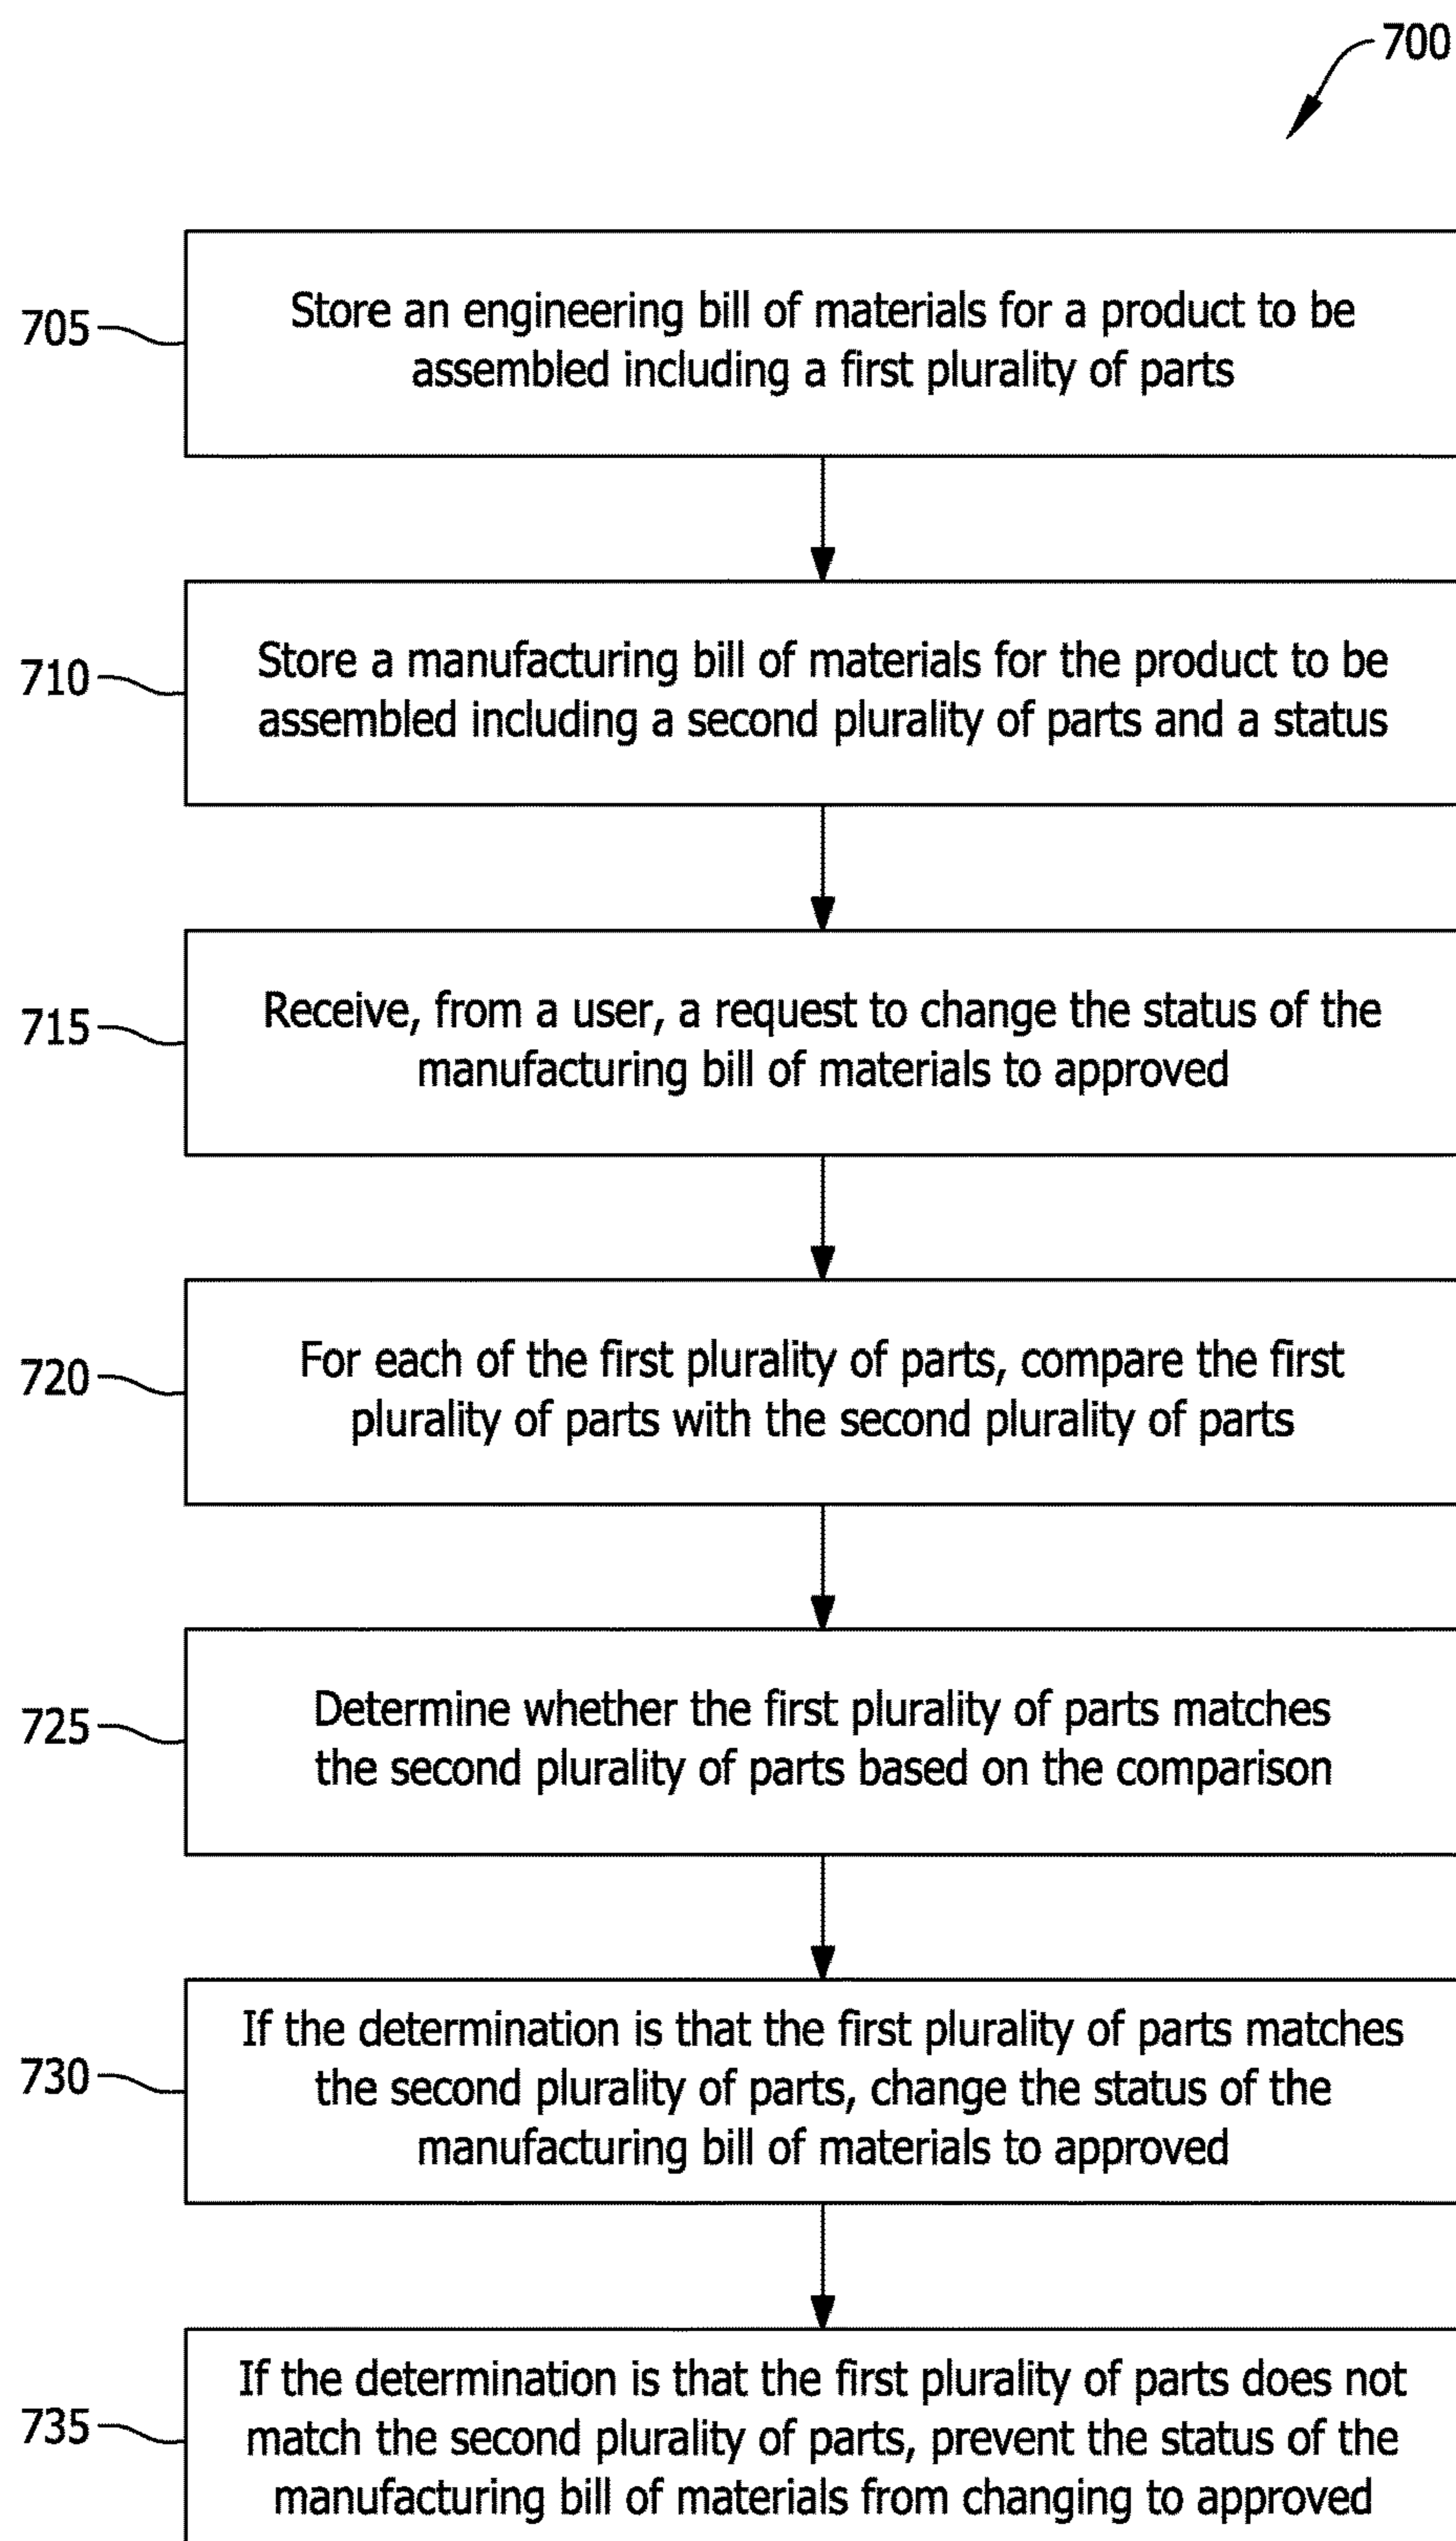 700
705
Store an engineering bill of materials for a product to be
assembled including a first plurality of parts
710
Store a manufacturing bill of materials for the product to be
assembled including a second plurality of parts and a status
715
Receive, from a user, a request to change the status of the
manufacturing bill of materials to approved
720
For each of the first plurality of parts, compare the first
plurality of parts with the second plurality of parts
725
Determine whether the first plurality of parts matches
the second plurality of parts based on the comparison
730
If the determination is that the first plurality of parts matches
the second plurality of parts, change the status of the
manufacturing bill of materials to approved
735
If the determination is that the first plurality of parts does not
match the second plurality of parts, prevent the status of the
manufacturing bill of materials from changing to approved